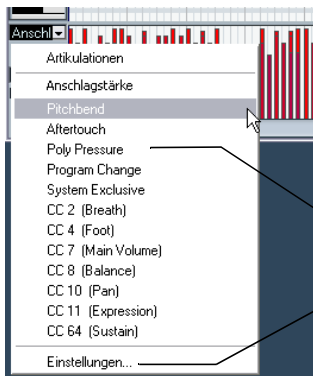 Anschl
Artikulationen
Anschlagstärke
Pitchbend
Aftertouch
Poly Pressure
Program Change
System Exclusive
CC 2 (Breath)
CC 4 (Foot)
CC 7 (Main Volume)
CC 8 (Balance)
CC 10 (Pan)
CC 11 (Expression)
CC 64 (Sustain)
Einstellungen...